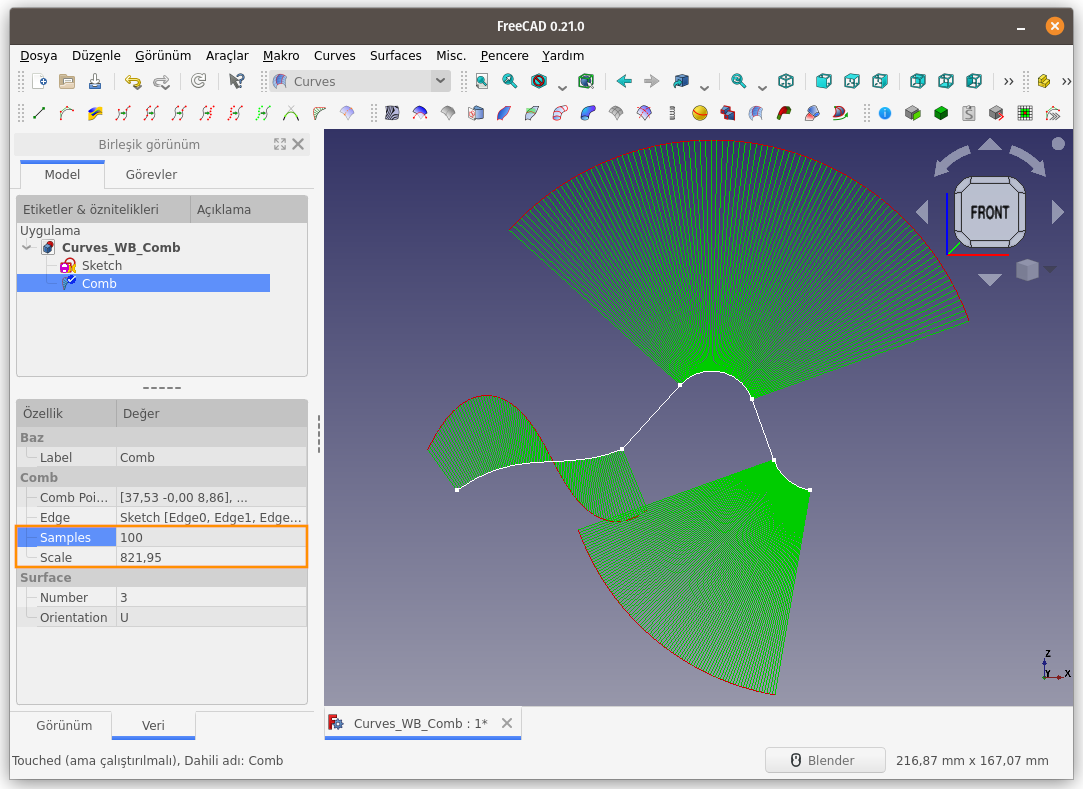 FreeCAD 0.21.0
Dosya Düzenle Görünüm Araçlar Makro Curves Surfaces Misc. Pencere Yardım
Curves
Birleşik görünüm
Model Görevler
Etiketler & öznitelikleri Açıklama
Uygulama
Curves_WB_Comb
Sketch
Comb
Özellik Değer
Baz
Label Comb
Comb
Comb Poi... [37,53 -0,00 8,86], ...
Edge Sketch [Edge0, Edge1, Edge...
Samples 100
Scale 821,95
Surface
Number 3
Orientation U
Görünüm Veri
FRONT
Z
Y X
Curves_WB_Comb : 1*
Touched (ama çalıştırılmalı), Dahili adı: Comb
Blender
216,87 mm x 167,07 mm